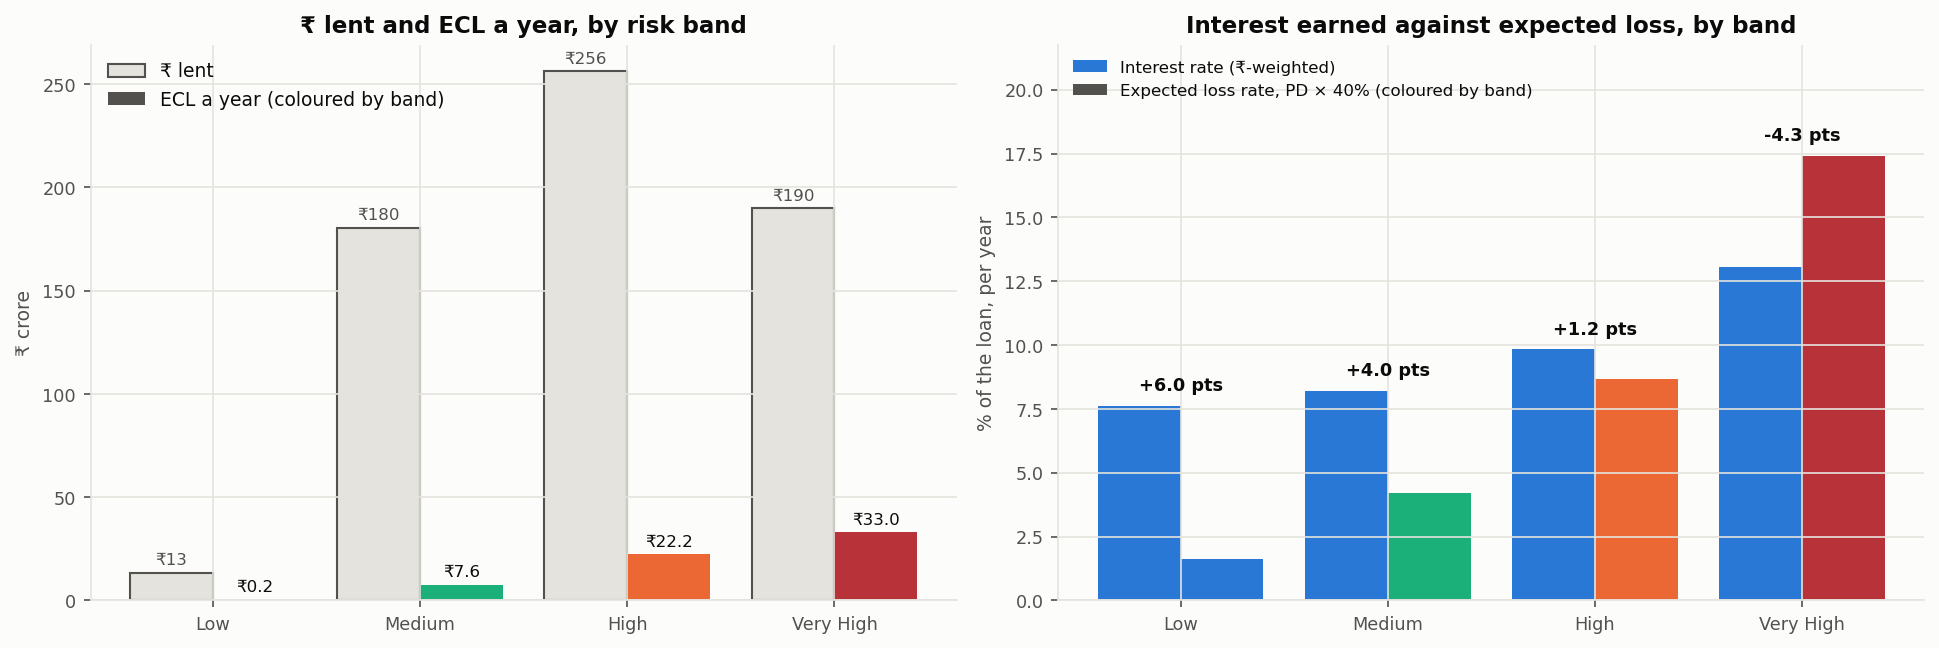 ₹ lent and ECL a year, by risk band
₹ lent
ECL a year (coloured by band)
₹ crore
250
200
150
100
50
0
₹13
₹0.2
₹180
₹7.6
₹256
₹22.2
₹190
₹33.0
Low
Medium
High
Very High
Interest earned against expected loss, by band
Interest rate (₹-weighted)
Expected loss rate, PD × 40% (coloured by band)
% of the loan, per year
20.0
17.5
15.0
12.5
10.0
7.5
5.0
2.5
0.0
+6.0 pts
+4.0 pts
+1.2 pts
-4.3 pts
Low
Medium
High
Very High